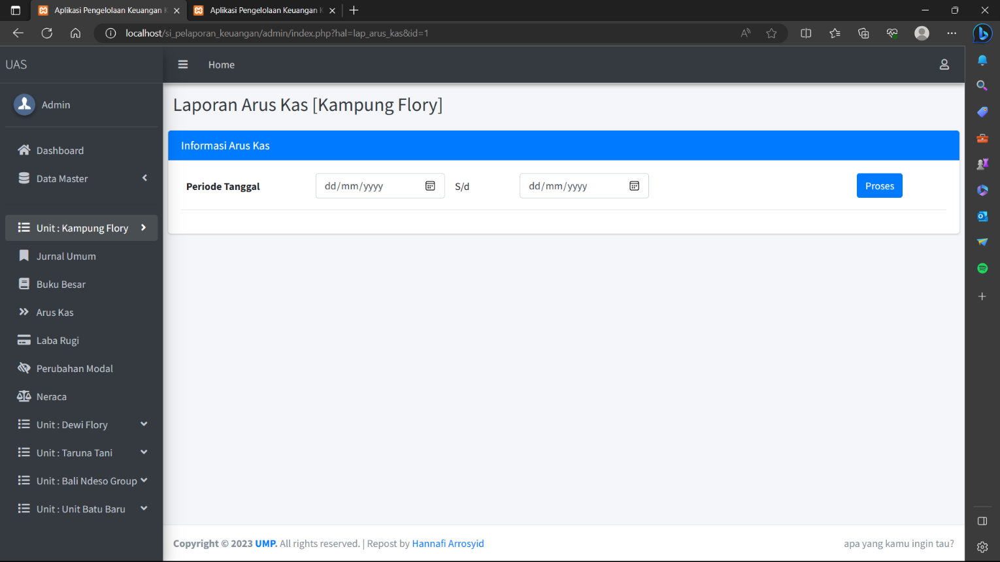 Aplikasi Pengelolaan Keuangan K
Aplikasi Pengelolaan Keuangan K
localhost/si_pelaporan_keuangan/admin/index.php?hal=lap_arus_kas&id=1
UAS
Home
Admin
Laporan Arus Kas [Kampung Flory]
Dashboard
Data Master
Informasi Arus Kas
Periode Tanggal
dd/mm/yyyy
S/d
dd/mm/yyyy
Proses
Unit : Kampung Flory
Jurnal Umum
Buku Besar
Arus Kas
Laba Rugi
Perubahan Modal
Neraca
Unit : Dewi Flory
Unit : Taruna Tani
Unit : Bali Ndeso Group
Unit : Unit Batu Baru
Copyright © 2023 UMP. All rights reserved. | Repost by Hannafi Arrosyid
apa yang kamu ingin tau?